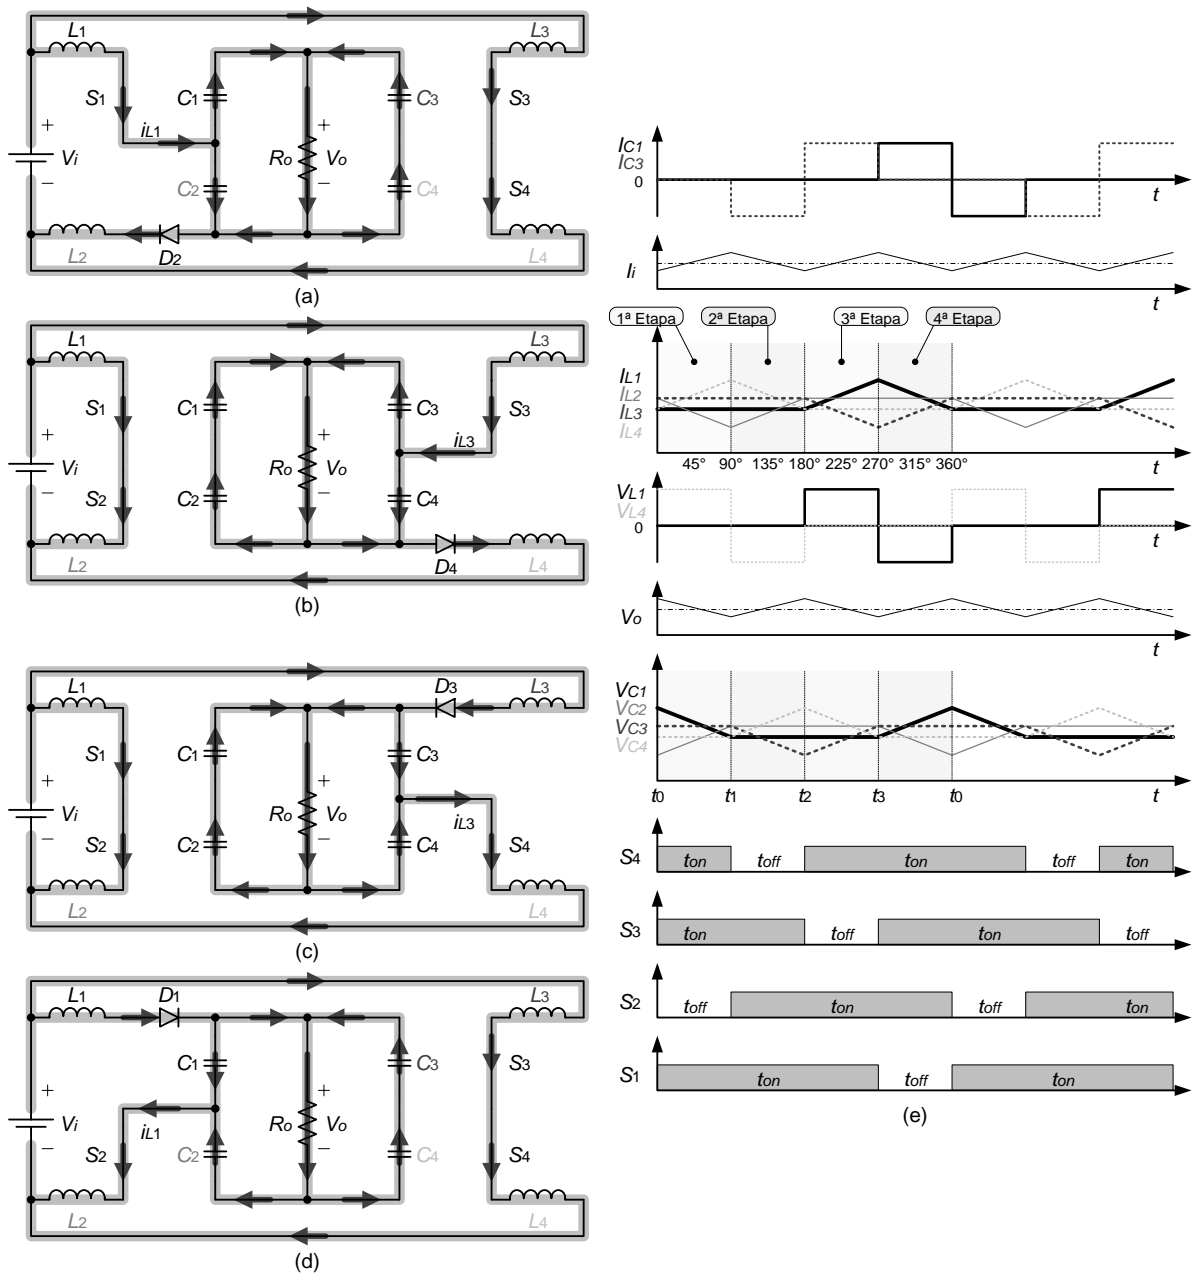 L1
L3
S1
C1
C3
S3
iL1
+
Vi
−
Ro
+
Vo
−
C2
C4
S4
L2
D2
L4
(a)
L1
L3
S1
C1
C3
S3
iL3
+
Vi
−
Ro
+
Vo
−
S2
C2
C4
L2
D4
L4
(b)
L1
D3
L3
S1
C1
C3
+
Vi
−
Ro
+
Vo
−
iL3
S2
C2
C4
S4
L2
L4
(c)
L1
D1
L3
C1
C3
S3
+
Vi
−
iL1
Ro
+
Vo
−
S2
C2
C4
S4
L2
L4
(d)
IC1
IC3
0
t
Ii
t
1ª Etapa 2ª Etapa 3ª Etapa 4ª Etapa
IL1
IL2
IL3
IL4
45° 90° 135° 180° 225° 270° 315° 360°
t
VL1
VL4
0
t
Vo
t
VC1
VC2
VC3
VC4
t0 t1 t2 t3 t0 t
S4 ton toff ton toff ton
S3 ton toff ton toff
S2 toff ton toff ton
S1 ton toff ton
(e)